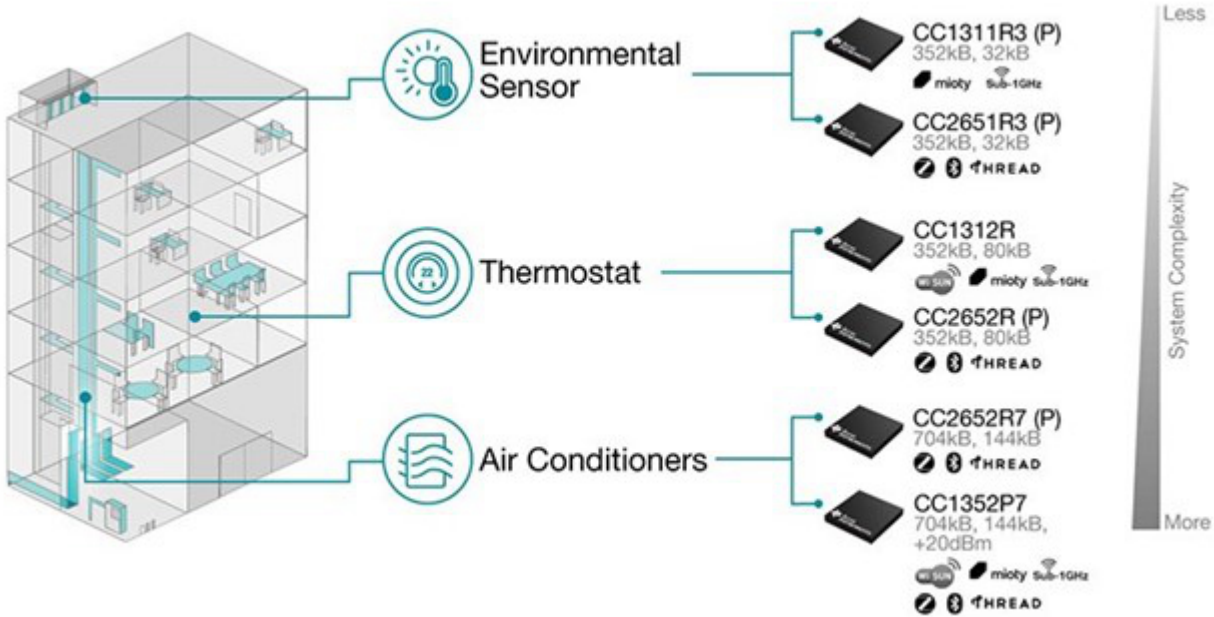 Environmental
Sensor
CC1311R3 (P)
352kB, 32kB
mioty Sub-1GHz
CC2651R3 (P)
352kB, 32kB
THREAD
Thermostat
22
CC1312R
352kB, 80kB
WI SUN mioty Sub-1GHz
CC2652R (P)
352kB, 80kB
THREAD
Air Conditioners
CC2652R7 (P)
704kB, 144kB
THREAD
CC1352P7
704kB, 144kB,
+20dBm
WI SUN mioty Sub-1GHz
THREAD
Less
System Complexity
More